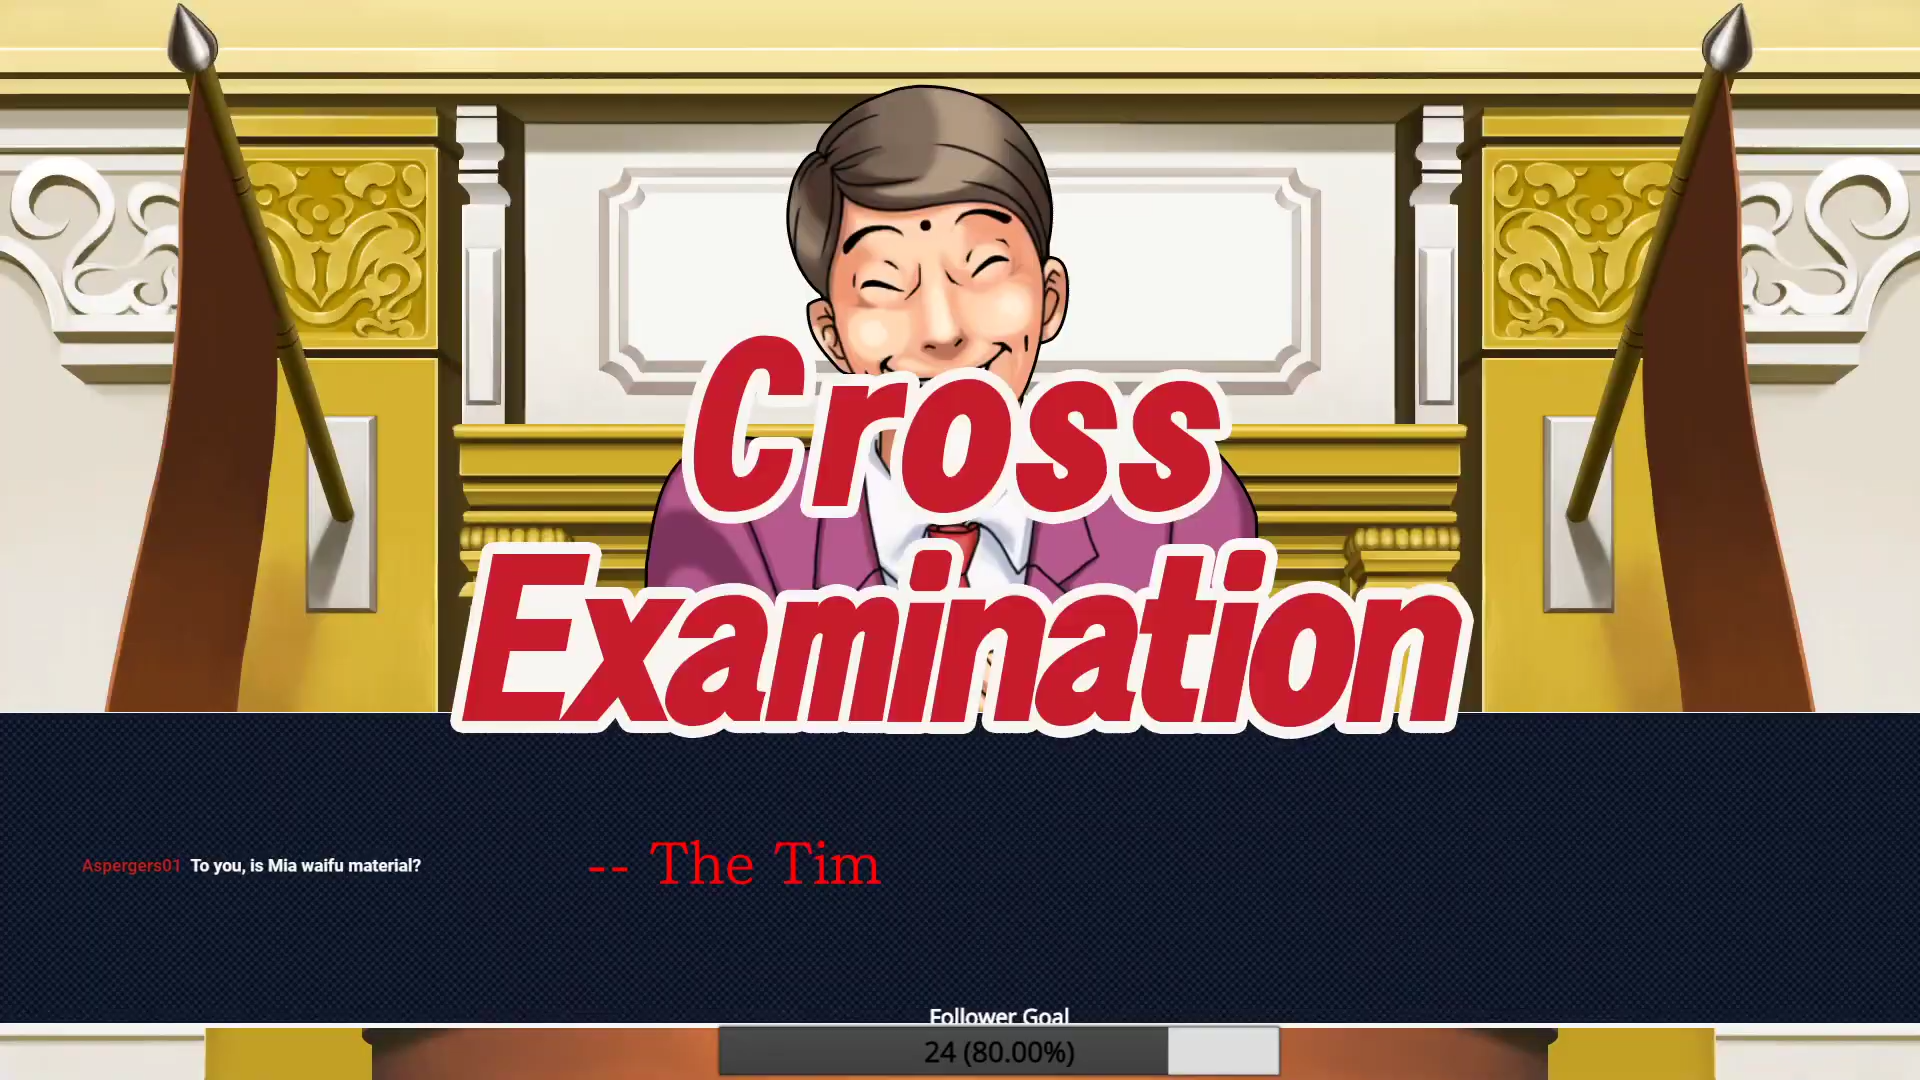 Cross
Examination
Aspergers01 To you, is Mia waifu material?
-- The Tim
Follower Goal
24 (80.00%)